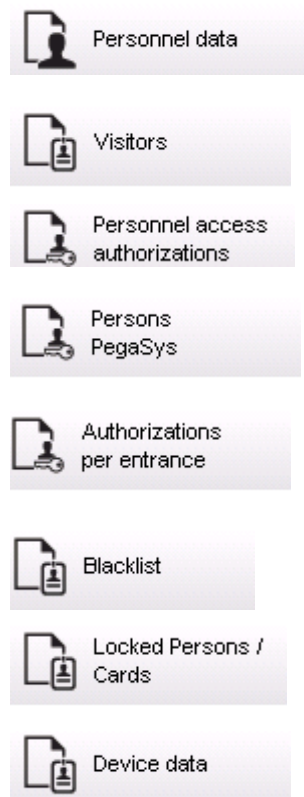 Personnel data
Visitors
Personnel access
authorizations
Persons
PegaSys
Authorizations
per entrance
Blacklist
Locked Persons /
Cards
Device data